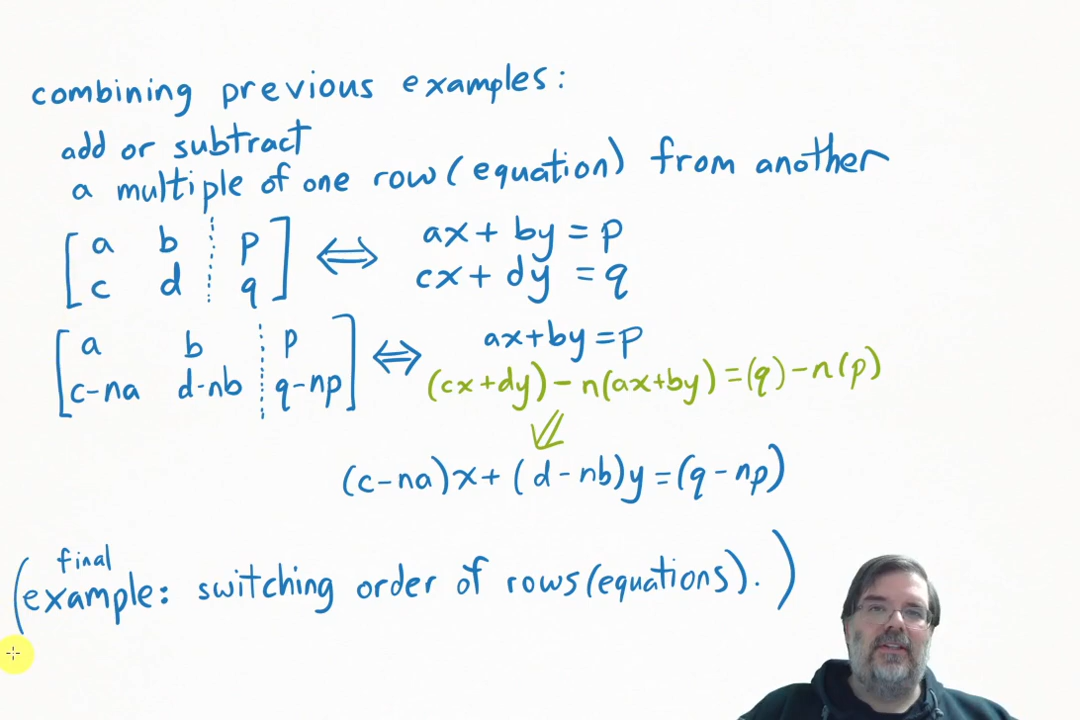 combining previous examples:
add or subtract
a multiple of one row (equation) from another
[ a b ┊ p ] ⟺ ax + by = p
[ c d ┊ q ] cx + dy = q
[ a b ┊ p ] ⟺ ax+by=p
[ c-na d-nb ┊ q-np ] (cx+dy) - n(ax+by) = (q) - n(p)
⇓
(c-na)x + (d-nb)y = (q-np)
final
(example: switching order of rows (equations).)